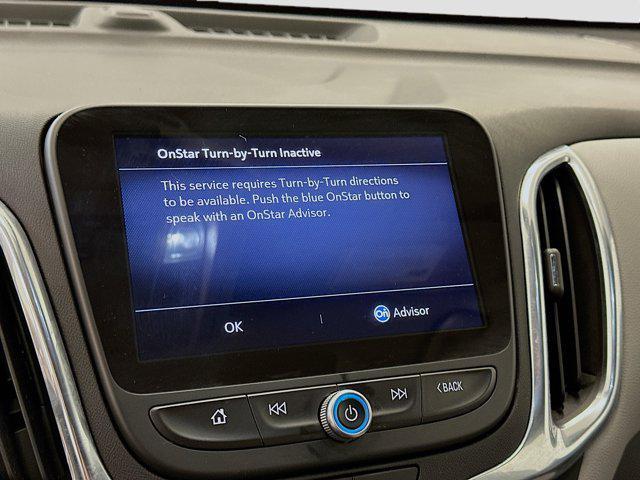 OnStar Turn-by-Turn Inactive
This service requires Turn-by-Turn directions
to be available. Push the blue OnStar button to
speak with an OnStar Advisor.
OK
On Advisor
BACK